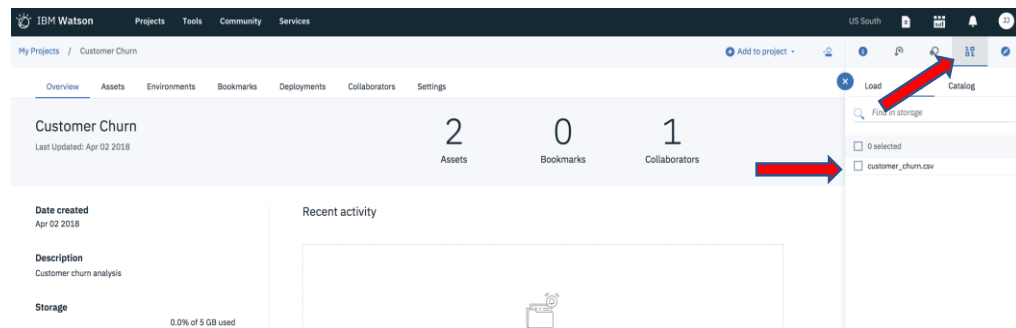 IBM Watson Projects Tools Community Services US South JJ
My Projects / Customer Churn Add to project
Overview Assets Environments Bookmarks Deployments Collaborators Settings
Load Catalog
Find in storage
Customer Churn
Last Updated: Apr 02 2018
2 0 1
Assets Bookmarks Collaborators
0 selected
customer_churn.csv
Date created
Apr 02 2018
Recent activity
Description
Customer churn analysis
Storage
0.0% of 5 GB used